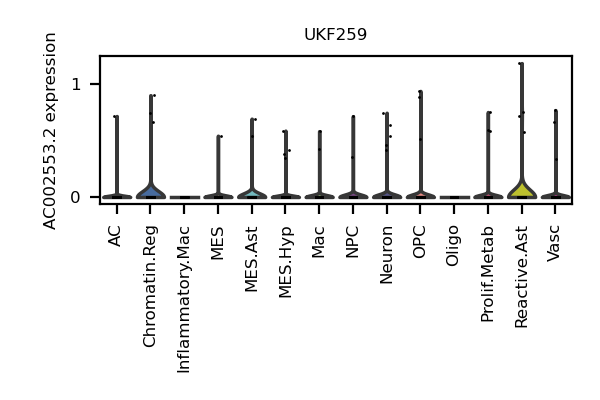 UKF259
AC002553.2 expression
1
0
AC
Chromatin.Reg
Inflammatory.Mac
MES
MES.Ast
MES.Hyp
Mac
NPC
Neuron
OPC
Oligo
Prolif.Metab
Reactive.Ast
Vasc